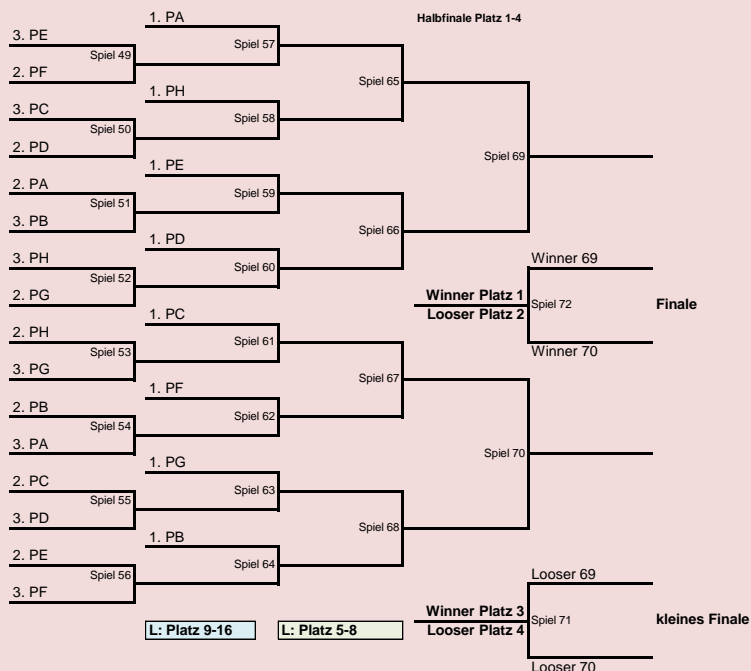 1. PA
Halbfinale Platz 1-4
3. PE
Spiel 57
Spiel 49
2. PF
Spiel 65
1. PH
3. PC
Spiel 58
Spiel 50
2. PD
Spiel 69
1. PE
2. PA
Spiel 59
Spiel 51
3. PB
Spiel 66
1. PD
3. PH
Winner 69
Spiel 60
Spiel 52
2. PG
Winner Platz 1
Spiel 72
Finale
Looser Platz 2
1. PC
2. PH
Spiel 61
Winner 70
Spiel 53
3. PG
Spiel 67
1. PF
2. PB
Spiel 62
Spiel 54
3. PA
Spiel 70
1. PG
2. PC
Spiel 63
Spiel 55
3. PD
Spiel 68
1. PB
2. PE
Spiel 64
Looser 69
Spiel 56
3. PF
Winner Platz 3
Spiel 71
kleines Finale
L: Platz 9-16
L: Platz 5-8
Looser Platz 4
Looser 70